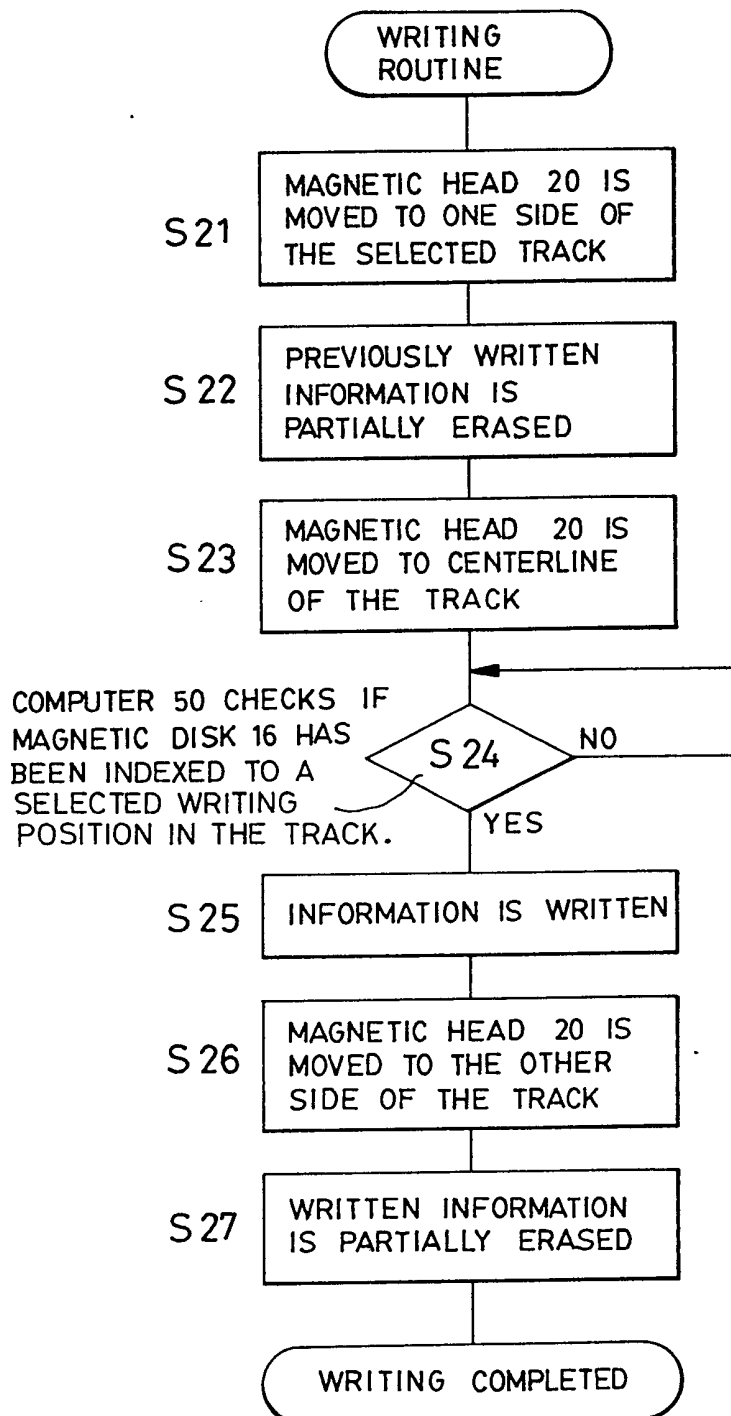 WRITING
ROUTINE
S21
MAGNETIC HEAD 20 IS
MOVED TO ONE SIDE OF
THE SELECTED TRACK
S22
PREVIOUSLY WRITTEN
INFORMATION IS
PARTIALLY ERASED
S23
MAGNETIC HEAD 20 IS
MOVED TO CENTERLINE
OF THE TRACK
COMPUTER 50 CHECKS IF
MAGNETIC DISK 16 HAS
BEEN INDEXED TO A
SELECTED WRITING
POSITION IN THE TRACK.
S24
NO
YES
S25
INFORMATION IS WRITTEN
S26
MAGNETIC HEAD 20 IS
MOVED TO THE OTHER
SIDE OF THE TRACK
S27
WRITTEN INFORMATION
IS PARTIALLY ERASED
WRITING COMPLETED